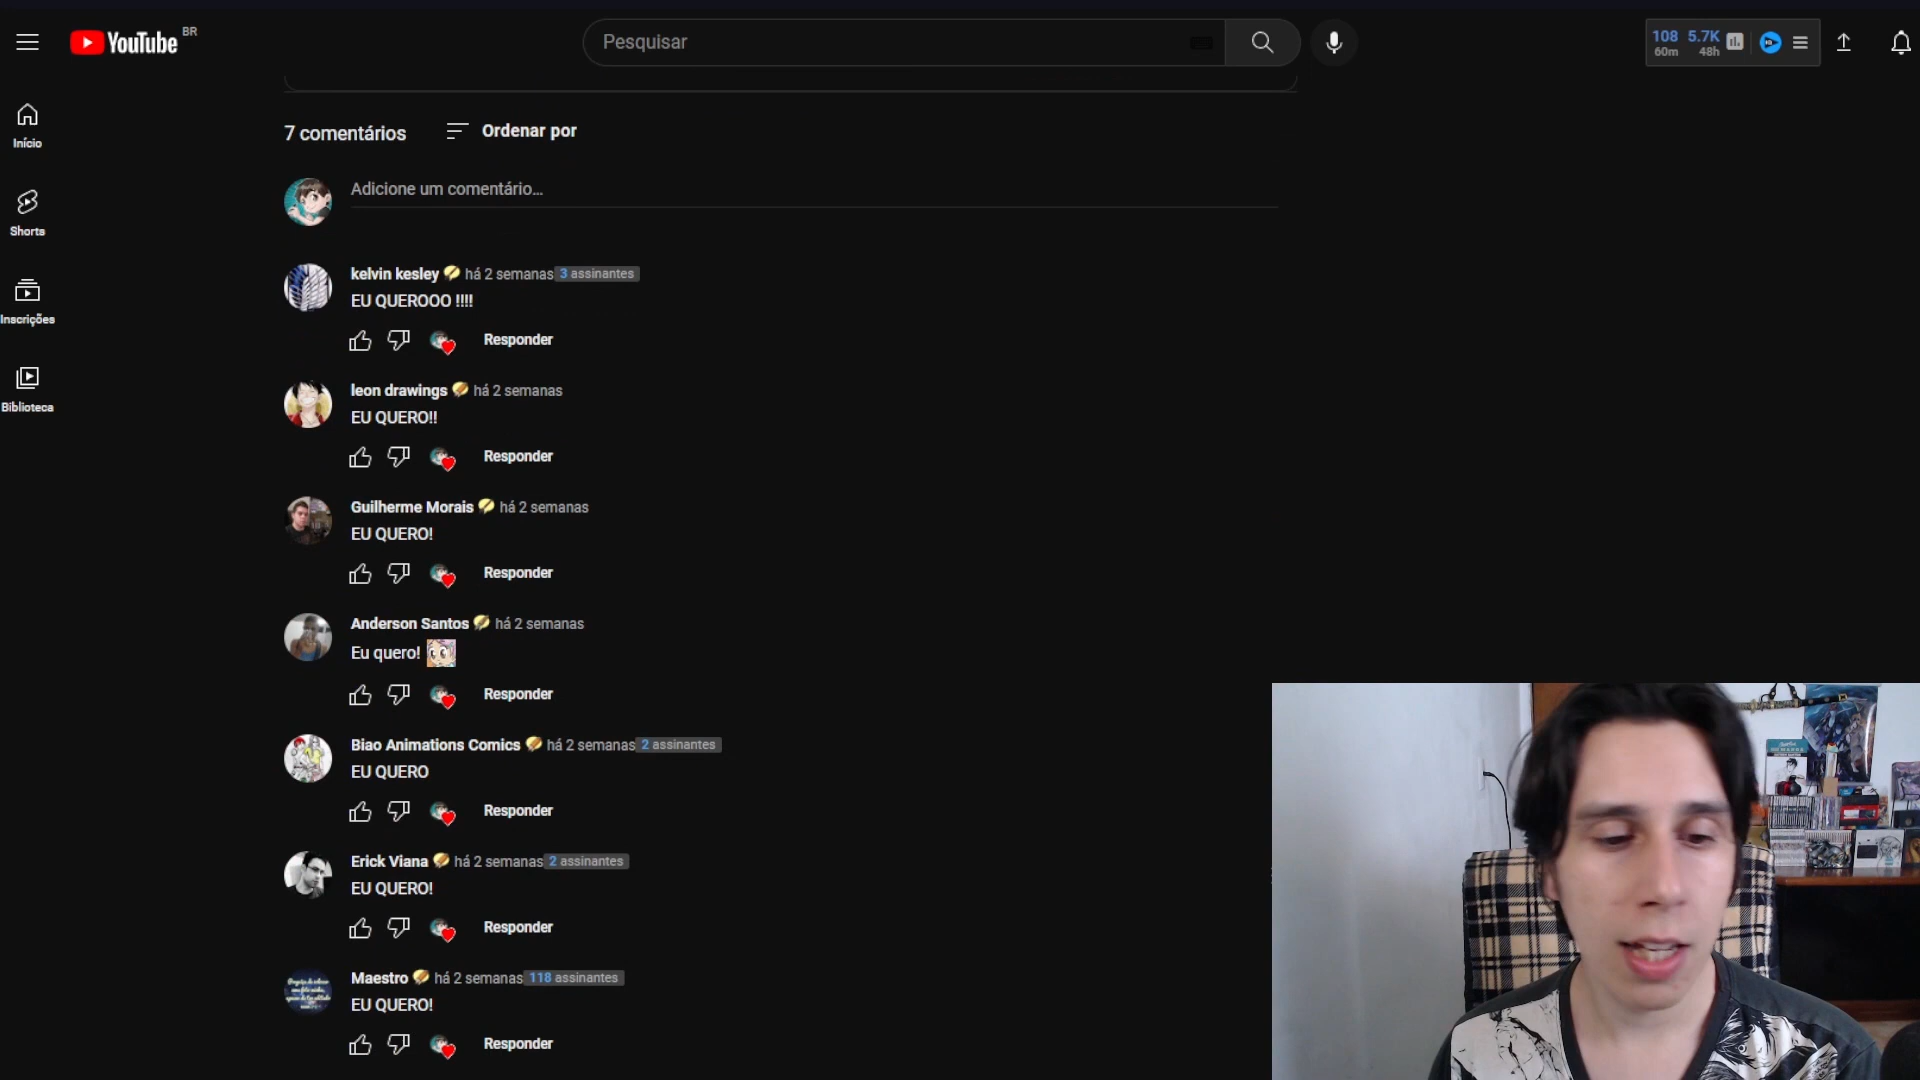 YouTube BR
Pesquisar
108 5.7K
60m 48h
Início
Shorts
Inscrições
Biblioteca
7 comentários Ordenar por
Adicione um comentário...
kelvin kesley há 2 semanas 3 assinantes
EU QUEROOO !!!!
Responder
leon drawings há 2 semanas
EU QUERO!!
Responder
Guilherme Morais há 2 semanas
EU QUERO!
Responder
Anderson Santos há 2 semanas
Eu quero!
Responder
Biao Animations Comics há 2 semanas 2 assinantes
EU QUERO
Responder
Erick Viana há 2 semanas 2 assinantes
EU QUERO!
Responder
Maestro há 2 semanas 118 assinantes
EU QUERO!
Responder